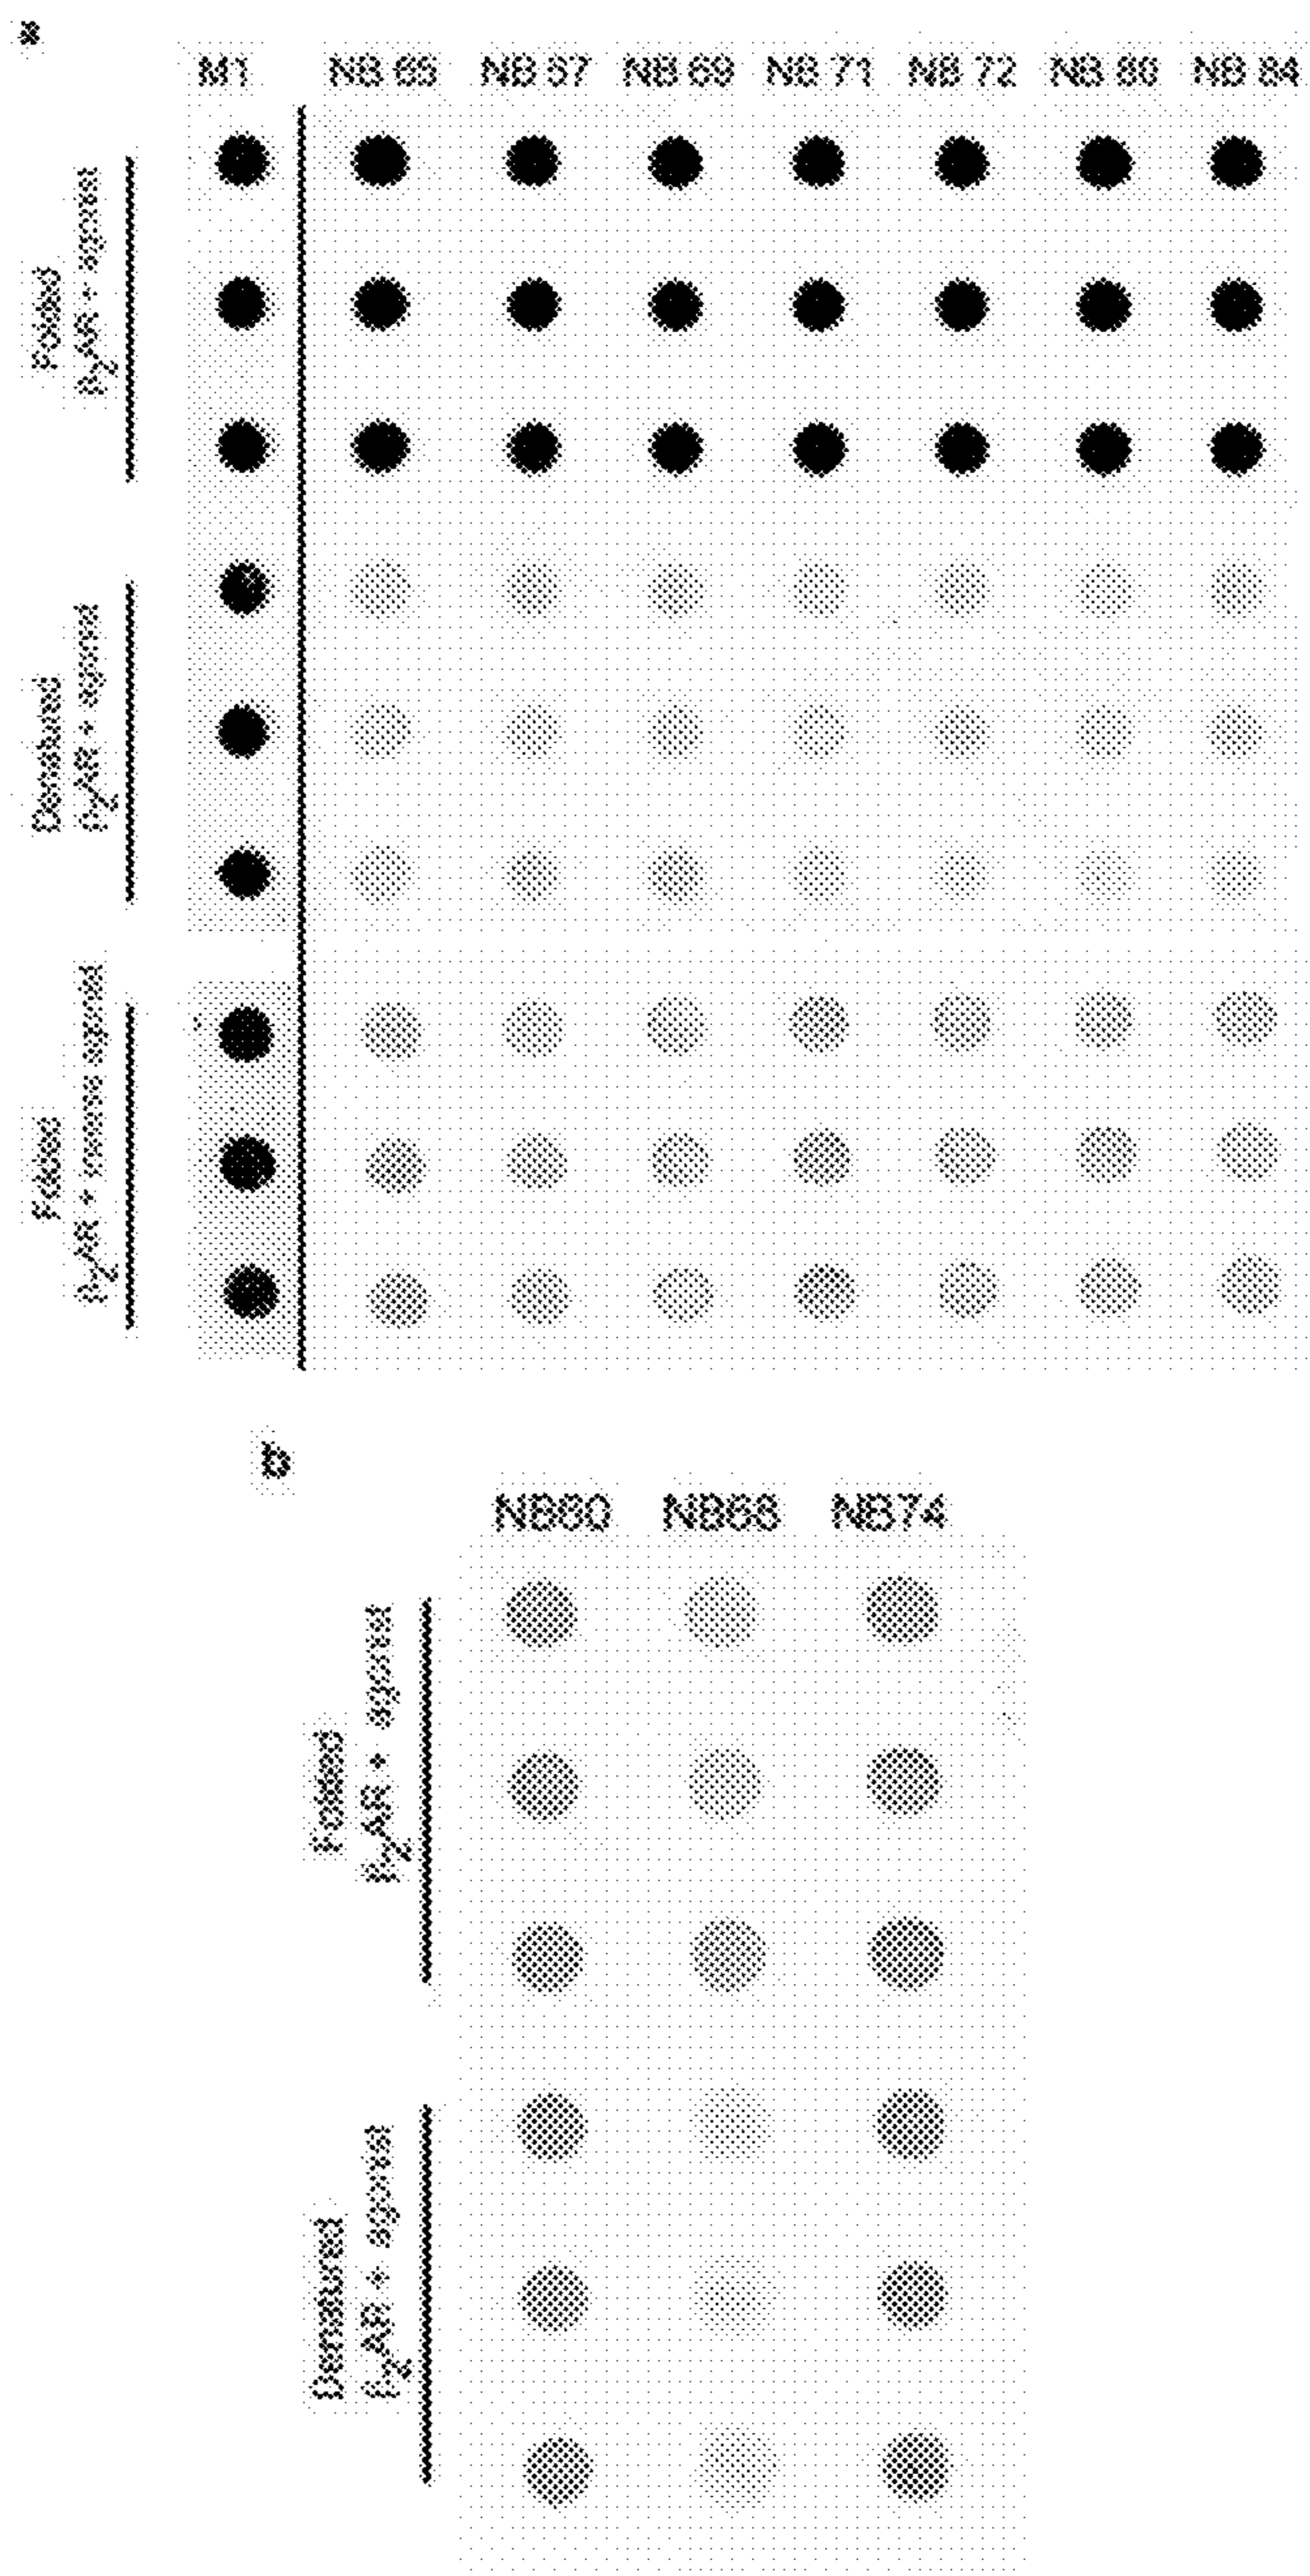 a
M1 NB 65 NB 67 NB 69 NB 71 NB 72 NB 80 NB 84
Folded
β₂AR + agonist
Denatured
β₂AR + agonist
Folded
β₂AR + inverse agonist
b
NB60 NB68 NB74
Folded
β₂AR + agonist
Denatured
β₂AR + agonist